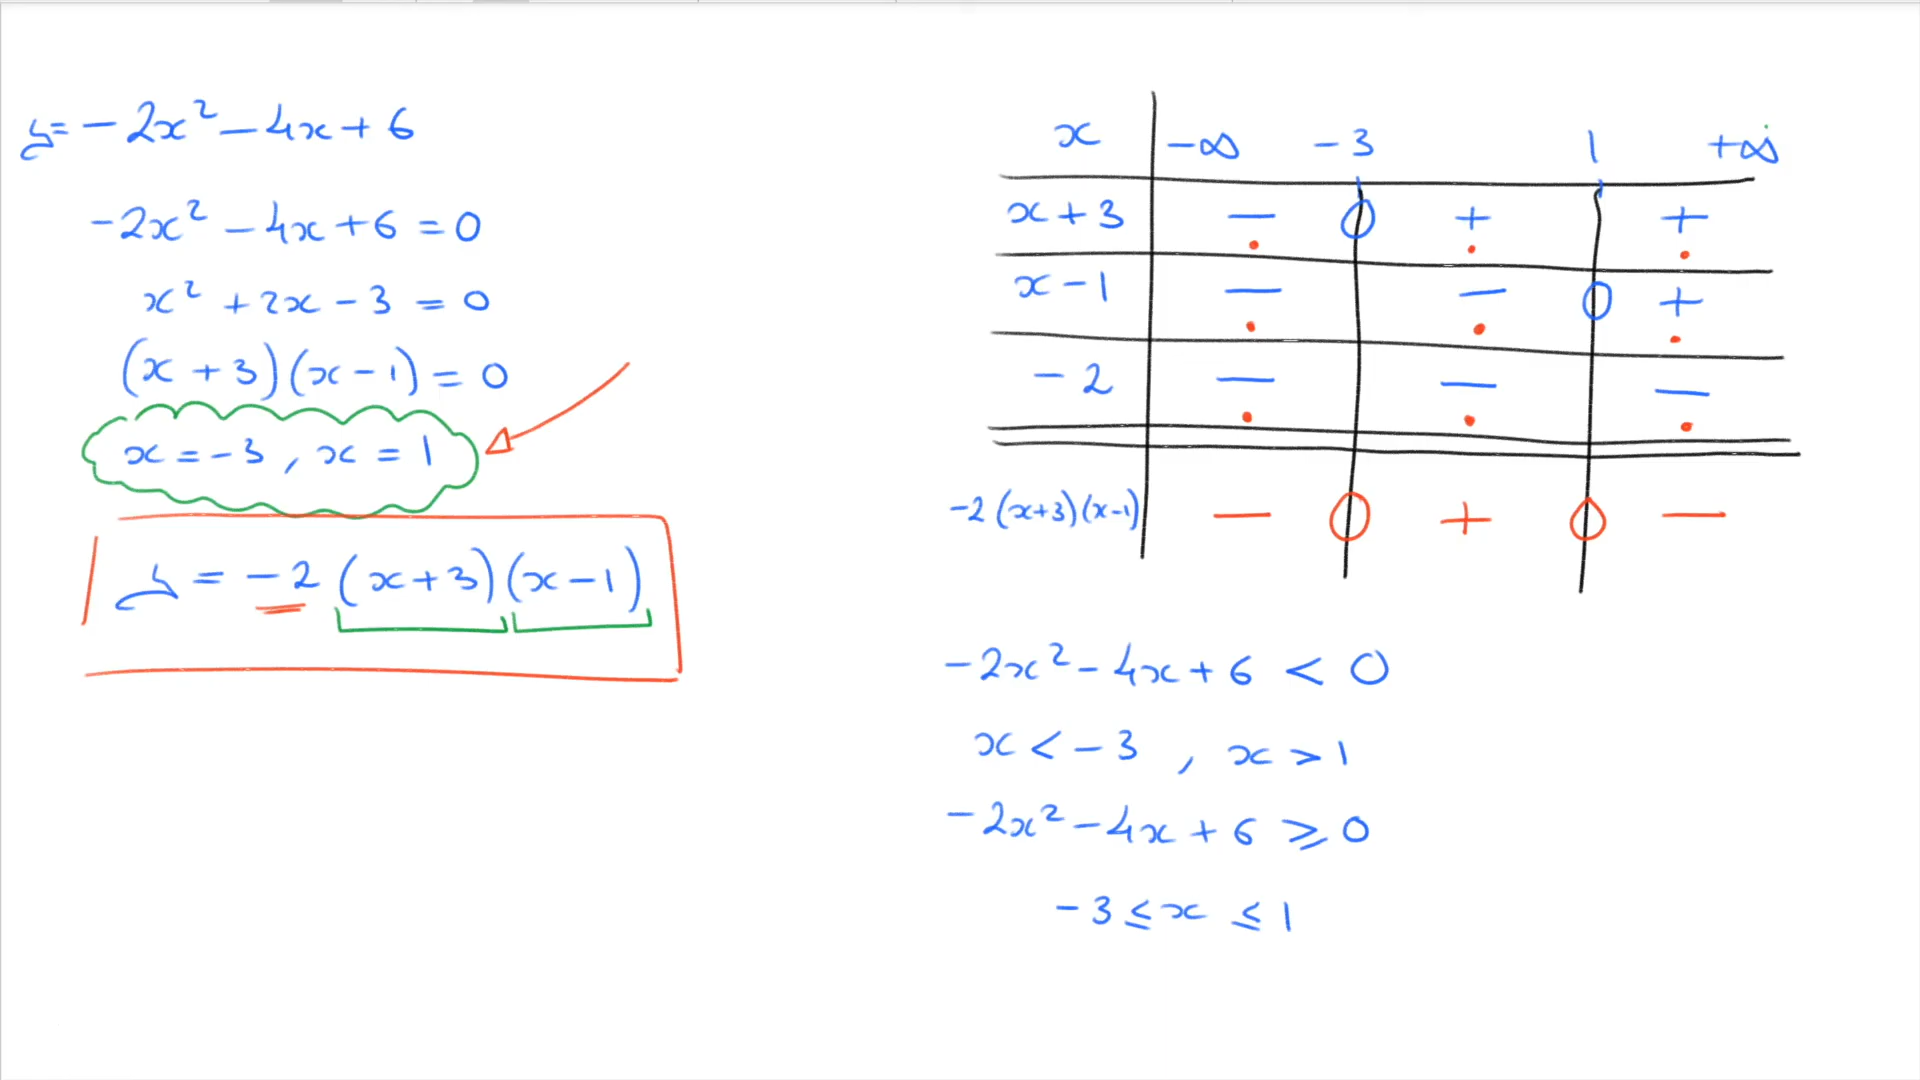 y = -2x² - 4x + 6
-2x² - 4x + 6 = 0
x² + 2x - 3 = 0
(x + 3)(x - 1) = 0
x = -3 , x = 1
y = -2 (x+3)(x-1)
x -∞ -3 1 +∞
x+3 - 0 + +
x-1 - - 0 +
-2 - - -
-2(x+3)(x-1) - 0 + 0 -
-2x² - 4x + 6 < 0
x < -3 , x > 1
-2x² - 4x + 6 ≥ 0
-3 ≤ x ≤ 1